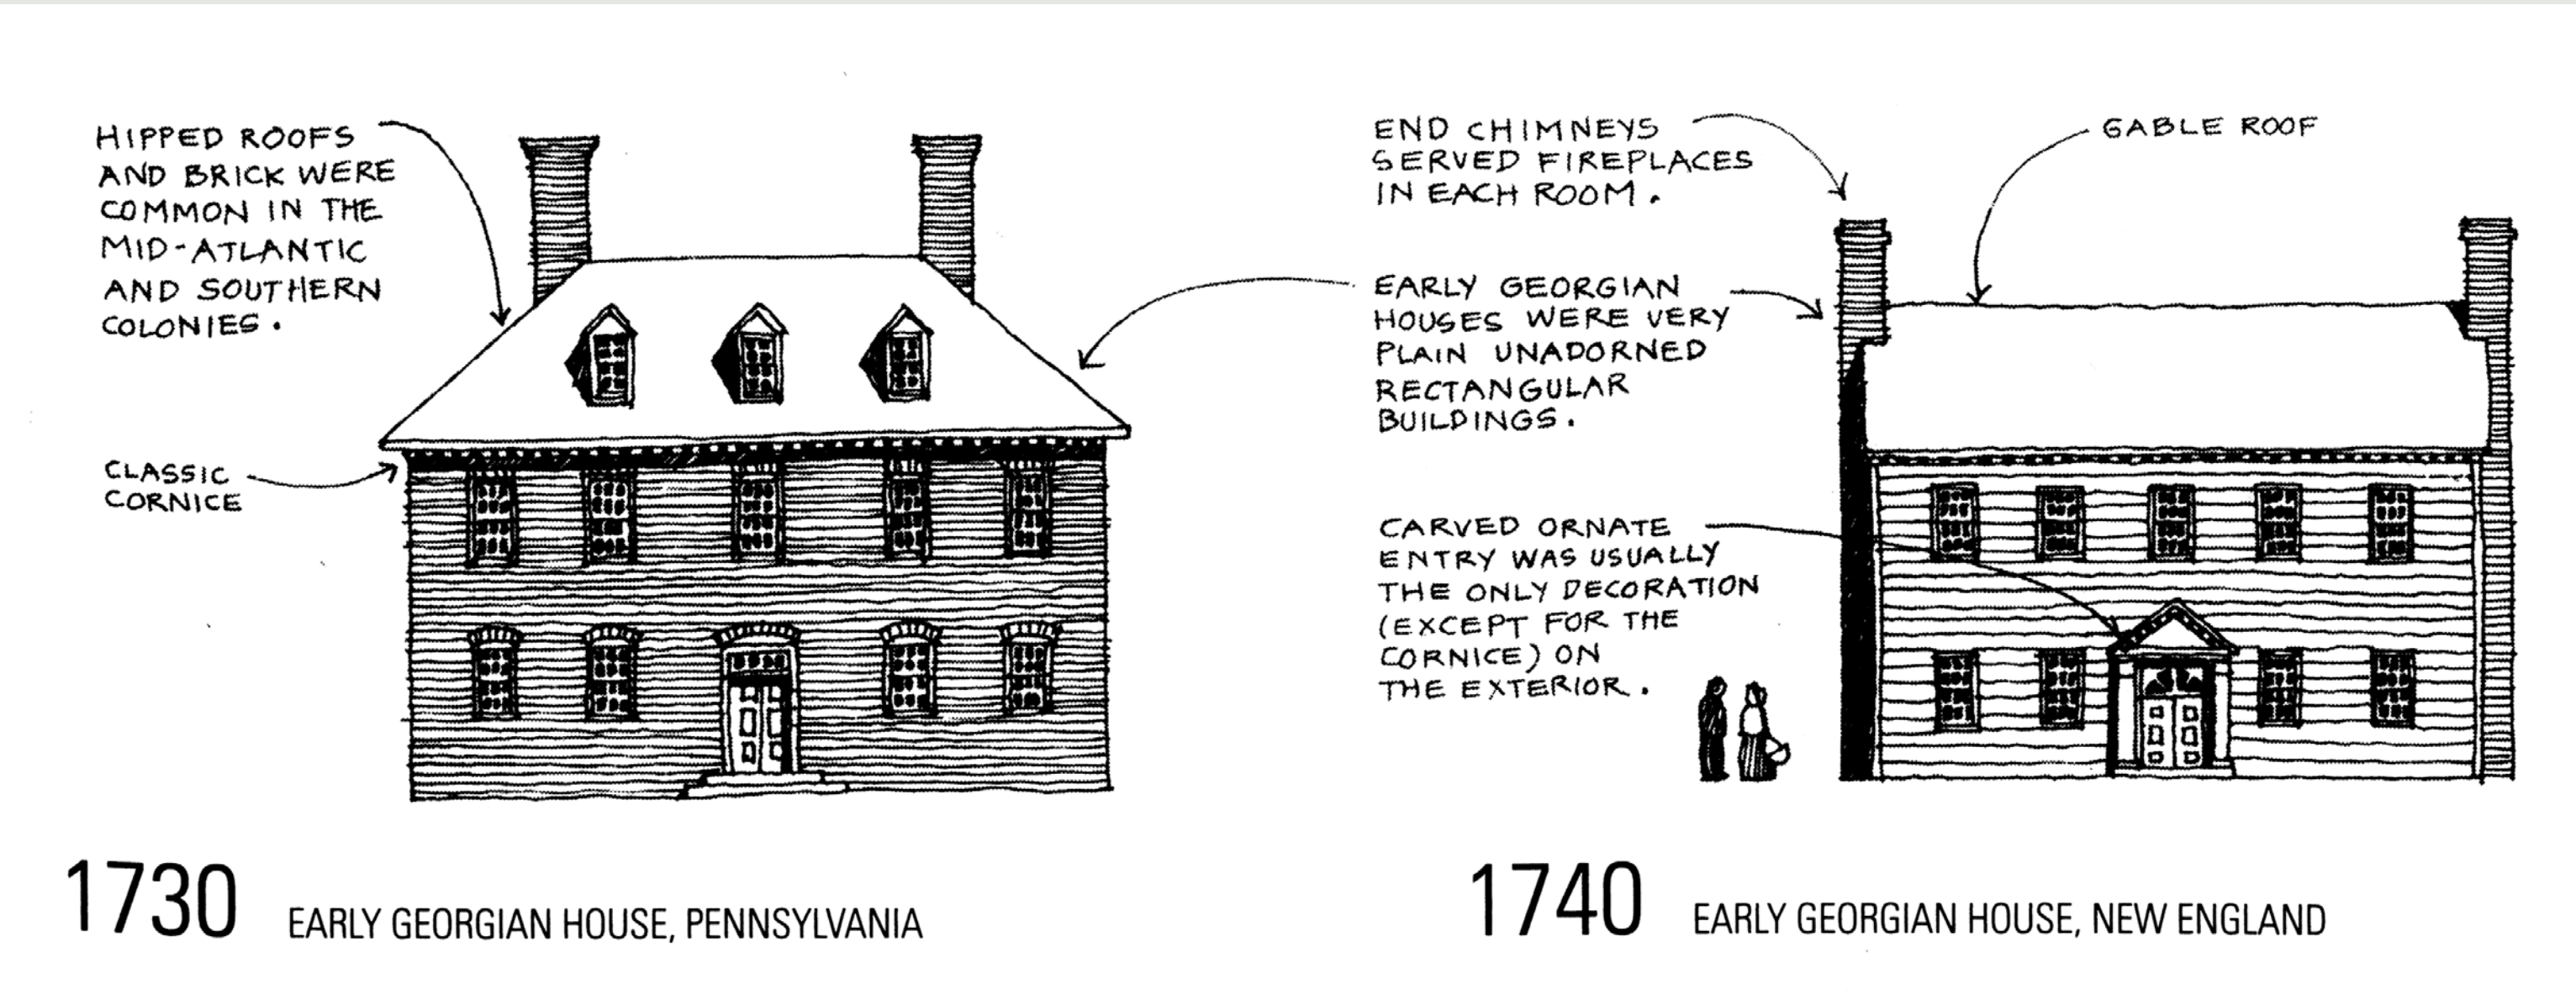 HIPPED ROOFS
AND BRICK WERE
COMMON IN THE
MID-ATLANTIC
AND SOUTHERN
COLONIES.
CLASSIC
CORNICE
END CHIMNEYS
SERVED FIREPLACES
IN EACH ROOM.
GABLE ROOF
EARLY GEORGIAN
HOUSES WERE VERY
PLAIN UNADORNED
RECTANGULAR
BUILDINGS.
CARVED ORNATE
ENTRY WAS USUALLY
THE ONLY DECORATION
(EXCEPT FOR THE
CORNICE) ON
THE EXTERIOR.
1730 EARLY GEORGIAN HOUSE, PENNSYLVANIA
1740 EARLY GEORGIAN HOUSE, NEW ENGLAND